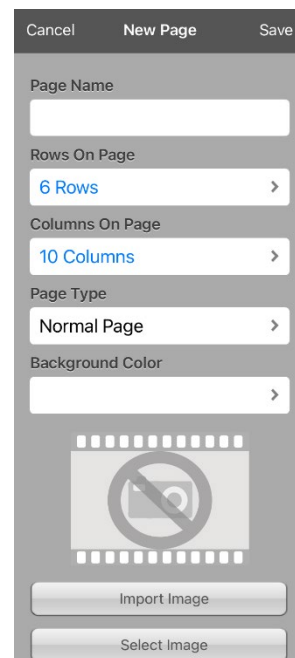 Cancel New Page Save
Page Name
Rows On Page
6 Rows
Columns On Page
10 Columns
Page Type
Normal Page
Background Color
Import Image
Select Image